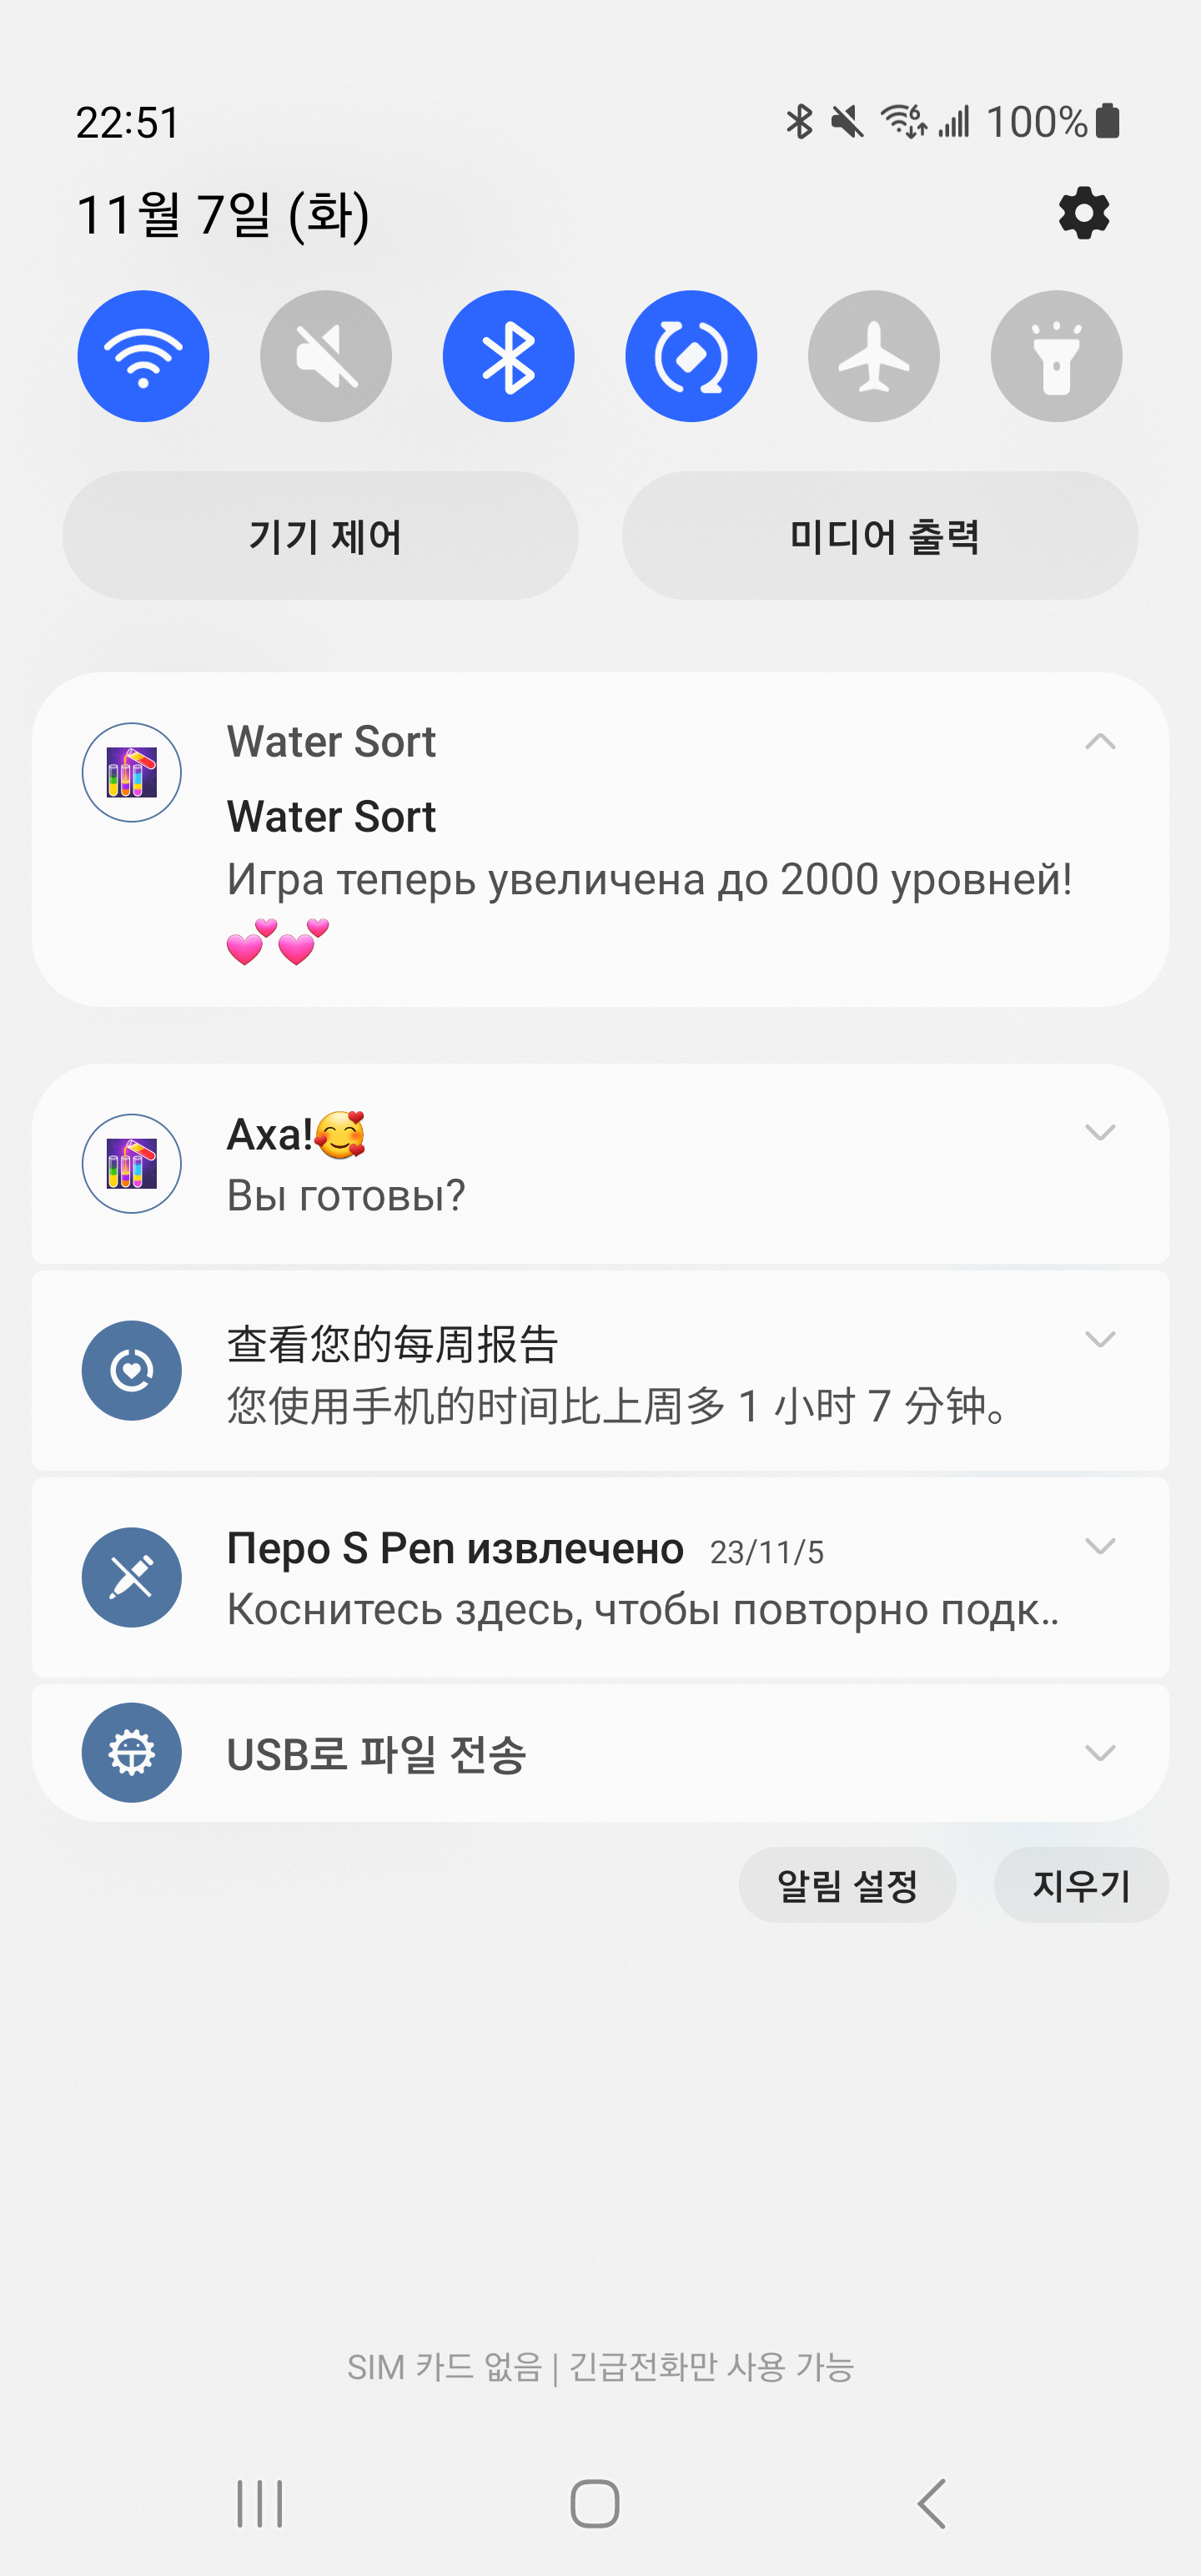 22:51
100%
11월 7일 (화)
기기 제어
미디어 출력
Water Sort
Water Sort
Игра теперь увеличена до 2000 уровней!
💕💕
Аха!🥰
Вы готовы?
查看您的每周报告
您使用手机的时间比上周多 1 小时 7 分钟。
Перо S Pen извлечено 23/11/5
Коснитесь здесь, чтобы повторно подк..
USB로 파일 전송
알림 설정
지우기
SIM 카드 없음 | 긴급전화만 사용 가능